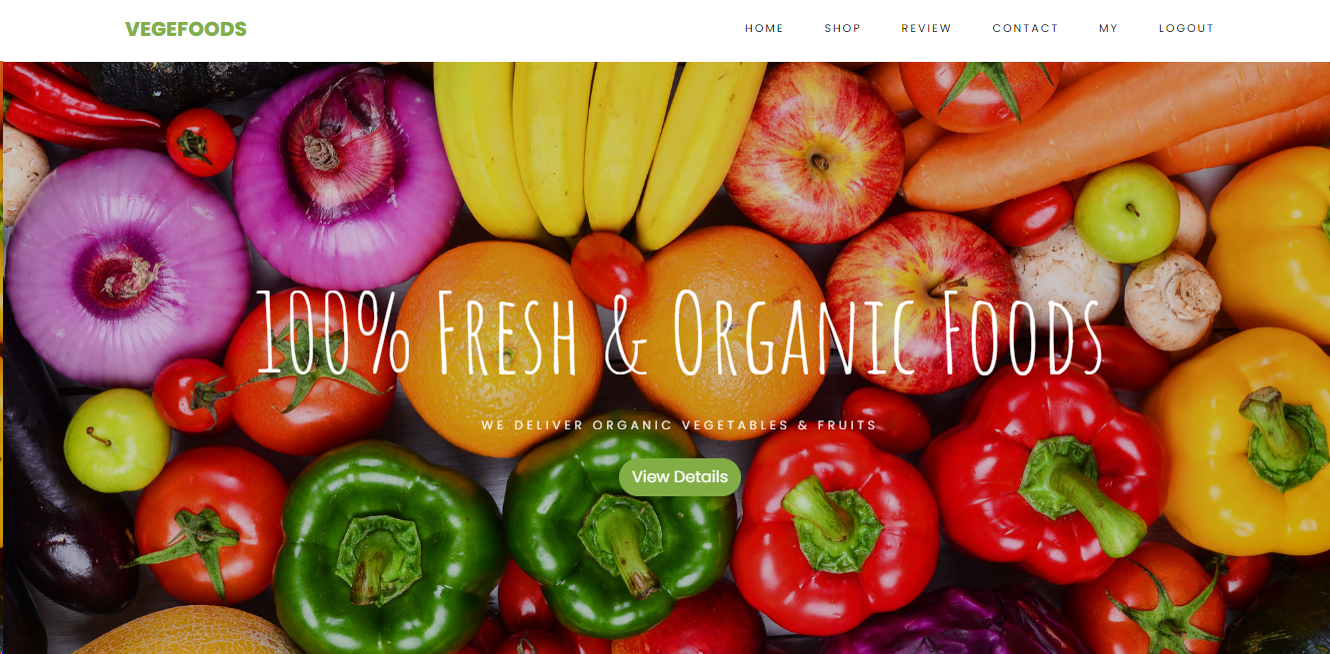 VEGEFOODS
HOME SHOP REVIEW CONTACT MY LOGOUT
100% Fresh & Organic Foods
WE DELIVER ORGANIC VEGETABLES & FRUITS
View Details